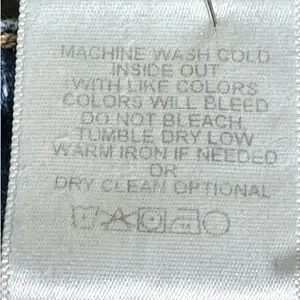 MACHINE WASH COLD
INSIDE OUT
WITH LIKE COLORS
COLORS WILL BLEED
DO NOT BLEACH
TUMBLE DRY LOW
WARM IRON IF NEEDED
OR
DRY CLEAN OPTIONAL